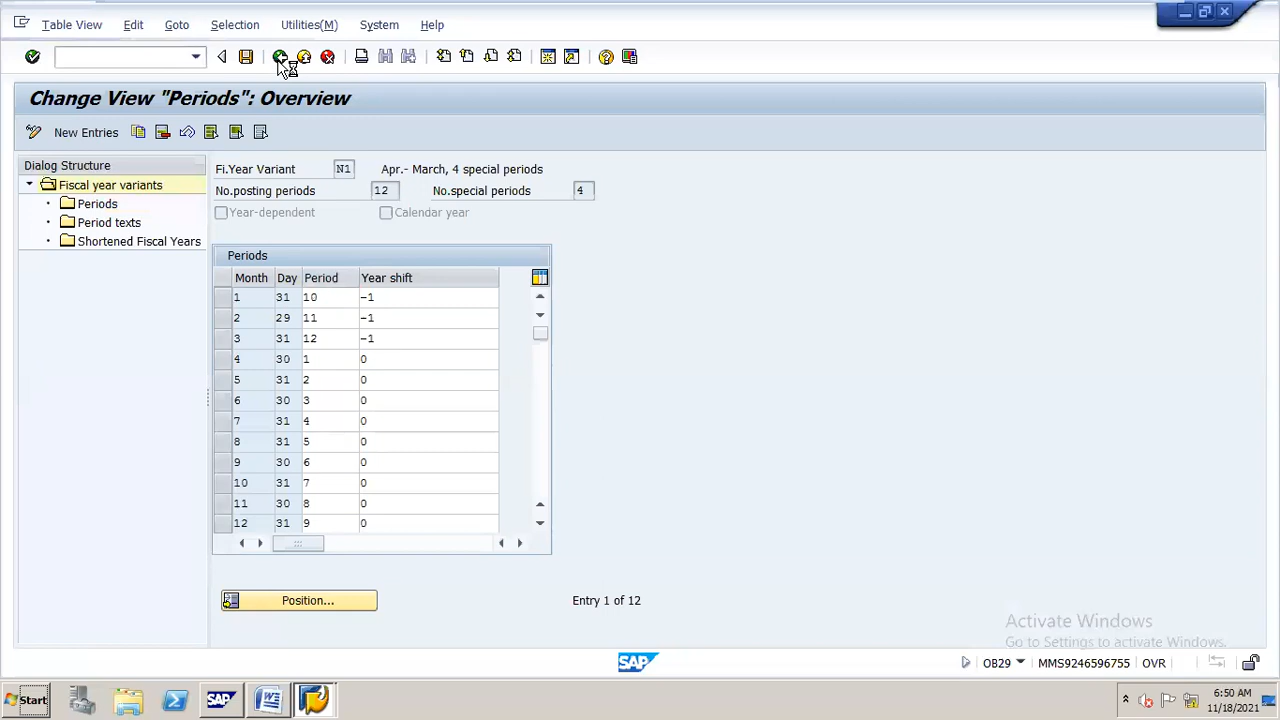 Table View Edit Goto Selection Utilities(M) System Help
Change View "Periods": Overview
New Entries
Dialog Structure
Fiscal year variants
Periods
Period texts
Shortened Fiscal Years
Fi.Year Variant N1 Apr.- March, 4 special periods
No.posting periods 12 No.special periods 4
Year-dependent Calendar year
Periods
Month Day Period Year shift
1 31 10 -1
2 29 11 -1
3 31 12 -1
4 30 1 0
5 31 2 0
6 30 3 0
7 31 4 0
8 31 5 0
9 30 6 0
10 31 7 0
11 30 8 0
12 31 9 0
Position... Entry 1 of 12
Activate Windows
Go to Settings to activate Windows.
SAP OB29 MMS9246596755 OVR
Start SAP 6:50 AM
11/18/2021